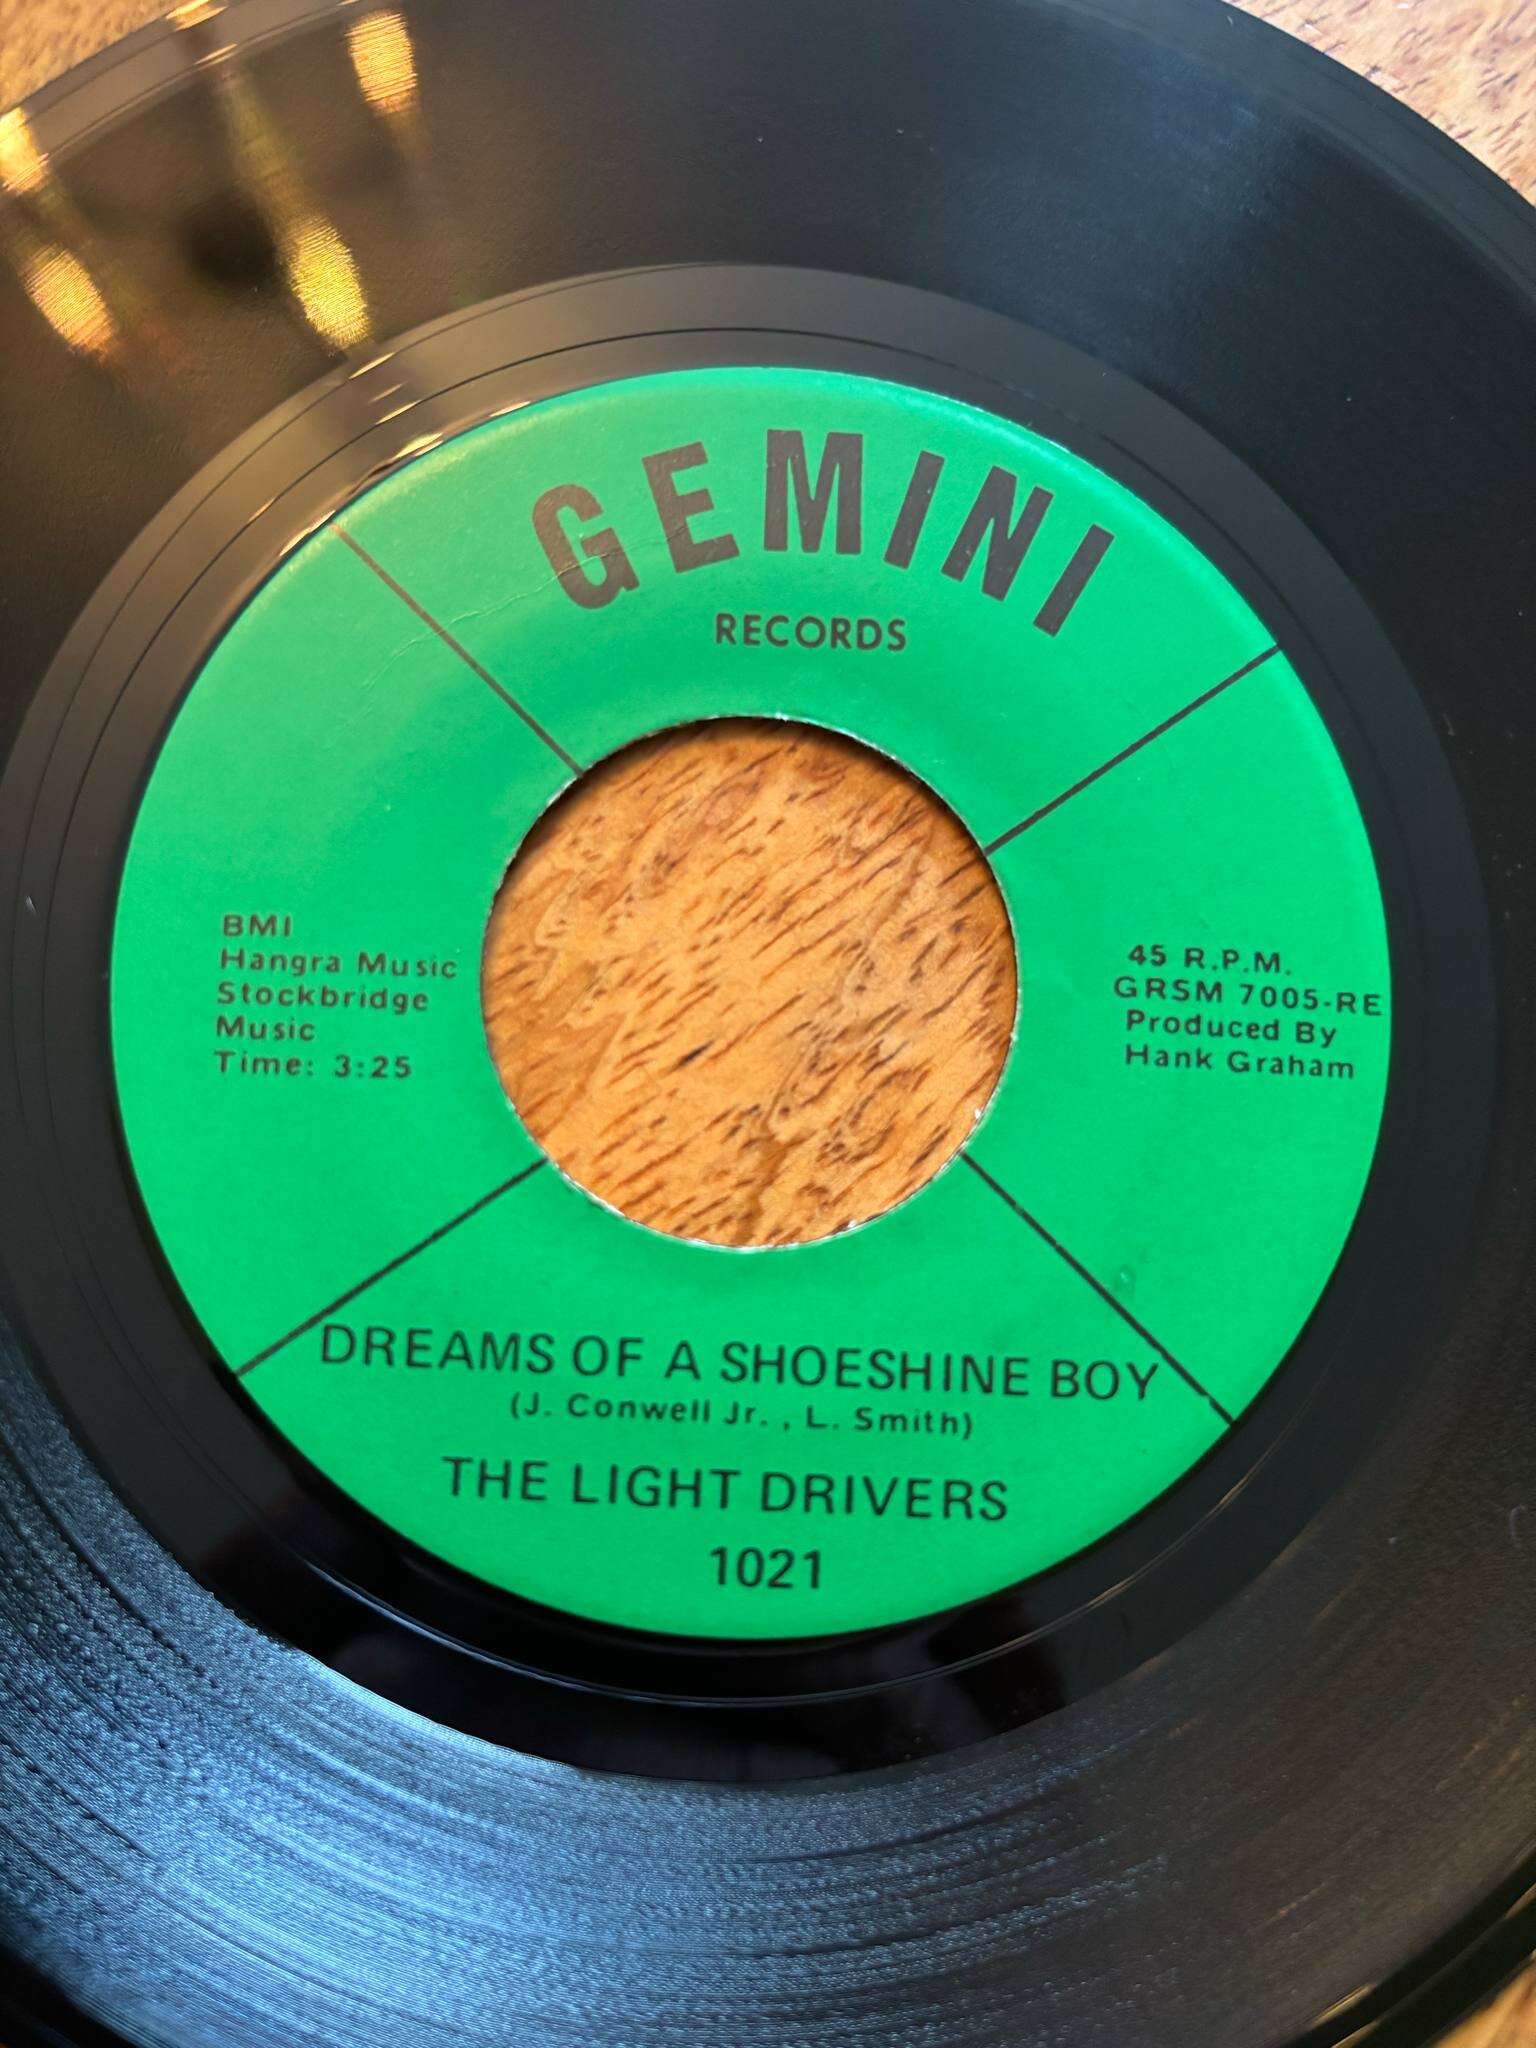 GEMINI
RECORDS
BMI
Hangra Music
Stockbridge
Music
Time: 3:25
45 R.P.M.
GRSM 7005-RE
Produced By
Hank Graham
DREAMS OF A SHOESHINE BOY
(J. Conwell Jr. , L. Smith)
THE LIGHT DRIVERS
1021